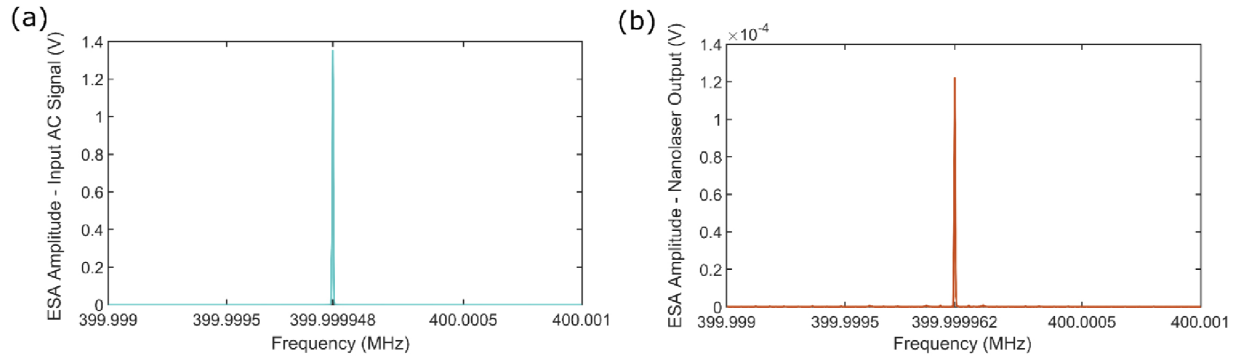 (a)
ESA Amplitude - Input AC Signal (V)
1.4
1.2
1
0.8
0.6
0.4
0.2
0
399.999 399.9995 399.999948 400.0005 400.001
Frequency (MHz)
(b)
ESA Amplitude - Nanolaser Output (V)
×10-4
1.4
1.2
1
0.8
0.6
0.4
0.2
0
399.999 399.9995 399.999962 400.0005 400.001
Frequency (MHz)